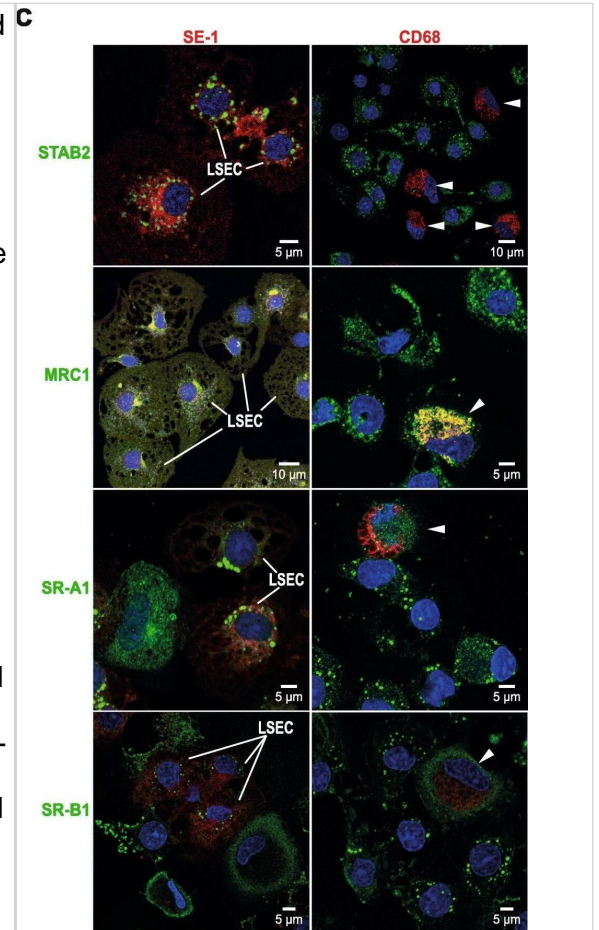 d
C
SE-1 CD68
STAB2
LSEC
5 µm
10 µm
e
MRC1
LSEC
10 µm
5 µm
SR-A1
LSEC
5 µm
5 µm
l
-
l
LSEC
SR-B1
5 µm
5 µm